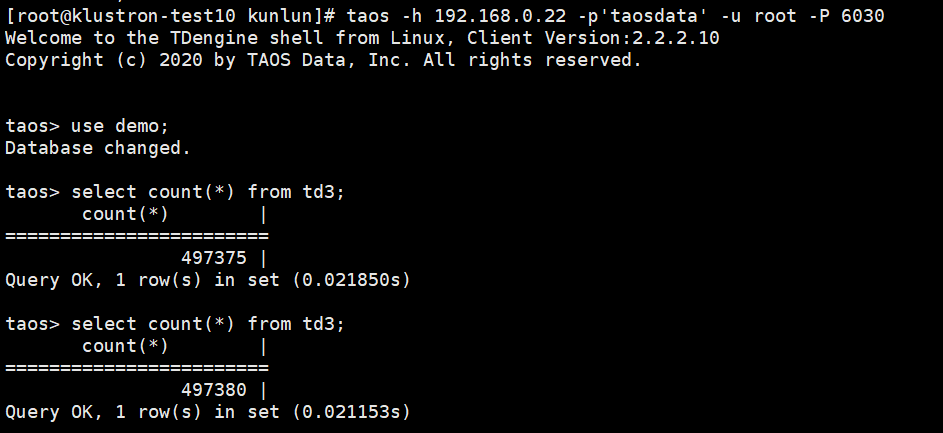 [root@klustron-test10 kunlun]# taos -h 192.168.0.22 -p'taosdata' -u root -P 6030
Welcome to the TDengine shell from Linux, Client Version:2.2.2.10
Copyright (c) 2020 by TAOS Data, Inc. All rights reserved.
taos> use demo;
Database changed.
taos> select count(*) from td3;
count(*) |
========================
497375 |
Query OK, 1 row(s) in set (0.021850s)
taos> select count(*) from td3;
count(*) |
========================
497380 |
Query OK, 1 row(s) in set (0.021153s)